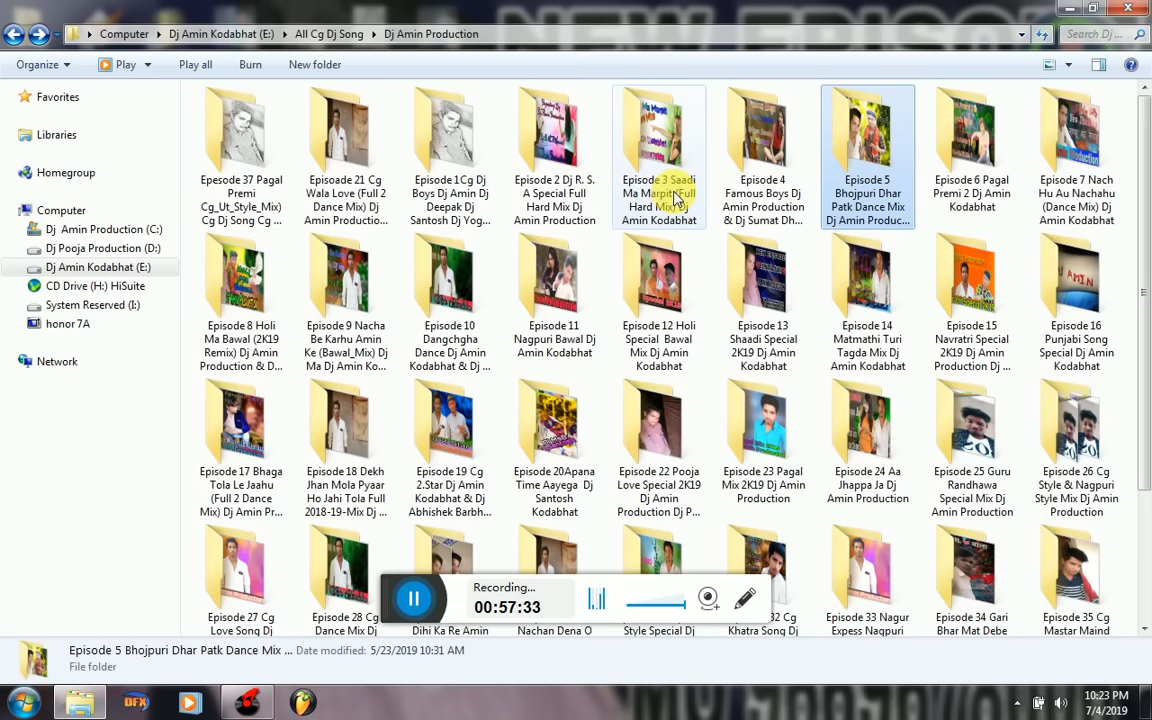 Computer ▸ Dj Amin Kodabhat (E:) ▸ All Cg Dj Song ▸ Dj Amin Production
Search Dj ...
Organize Play Play all Burn New folder
Favorites
Libraries
Homegroup
Computer
Dj Amin Production (C:)
Dj Pooja Production (D:)
Dj Amin Kodabhat (E:)
CD Drive (H:) HiSuite
System Reserved (I:)
honor 7A
Network
Epesode 37 Pagal
Premi
Cg_Ut_Style_Mix)
Cg Dj Song Cg ...
Episoade 21 Cg
Wala Love (Full 2
Dance Mix) Dj
Amin Productio...
Episode 1Cg Dj
Boys Dj Amin Dj
Deepak Dj
Santosh Dj Yog...
Episode 2 Dj R. S.
A Special Full
Hard Mix Dj
Amin Production
Episode 3 Saadi
Ma Marpit (Full
Hard Mix) Dj
Amin Kodabhat
Episode 4
Famous Boys Dj
Amin Production
& Dj Sumat Dh...
Episode 5
Bhojpuri Dhar
Patk Dance Mix
Dj Amin Produc...
Episode 6 Pagal
Premi 2 Dj Amin
Kodabhat
Episode 7 Nach
Hu Au Nachahu
(Dance Mix) Dj
Amin Kodabhat
Episode 8 Holi
Ma Bawal (2K19
Remix) Dj Amin
Production & D...
Episode 9 Nacha
Be Karhu Amin
Ke (Bawal_Mix) Dj
Ma Dj Amin Ko...
Episode 10
Dangchgha
Dance Dj Amin
Kodabhat & Dj ...
Episode 11
Nagpuri Bawal Dj
Amin Kodabhat
Episode 12 Holi
Special Bawal
Mix Dj Amin
Kodabhat
Episode 13
Shaadi Special
2K19 Dj Amin
Kodabhat
Episode 14
Matmathi Turi
Tagda Mix Dj
Amin Kodabhat
Episode 15
Navratri Special
2K19 Dj Amin
Production Dj ...
Episode 16
Punjabi Song
Special Dj Amin
Kodabhat
Episode 17 Bhaga
Tola Le Jaahu
(Full 2 Dance
Mix) Dj Amin Pr...
Episode 18 Dekh
Jhan Mola Pyaar
Ho Jahi Tola Full
2018-19-Mix Dj ...
Episode 19 Cg
2.Star Dj Amin
Kodabhat & Dj
Abhishek Barbh...
Episode 20Apana
Time Aayega Dj
Santosh
Kodabhat
Episode 22 Pooja
Love Special 2K19
Dj Amin
Production Dj P...
Episode 23 Pagal
Mix 2K19 Dj Amin
Production
Episode 24 Aa
Jhappa Ja Dj
Amin Production
Episode 25 Guru
Randhawa
Special Mix Dj
Amin Production
Episode 26 Cg
Style & Nagpuri
Style Mix Dj Amin
Production
Episode 27 Cg
Love Song Dj
Episode 28 Cg
Dance Mix Dj
Dihi Ka Re Amin
Nachan Dena O
Style Special Dj
32 Cg
Khatra Song Dj
Episode 33 Nagur
Expess Nagpuri
Episode 34 Gari
Bhar Mat Debe
Episode 35 Cg
Mastar Maind
Recording...
00:57:33
Episode 5 Bhojpuri Dhar Patk Dance Mix ... Date modified: 5/23/2019 10:31 AM
File folder
DFX
10:23 PM
7/4/2019